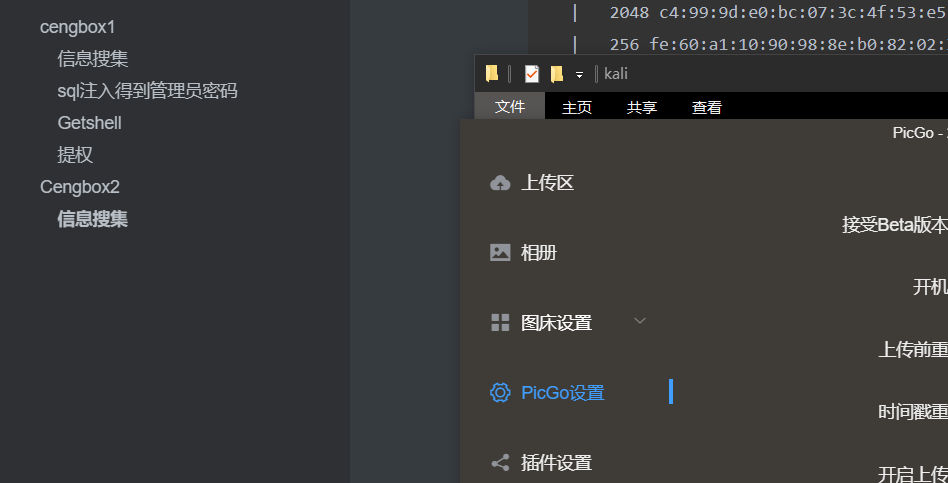 cengbox1
信息搜集
sql注入得到管理员密码
Getshell
提权
Cengbox2
信息搜集
| 2048 c4:99:9d:e0:bc:07:3c:4f:53:e5
| 256 fe:60:a1:10:90:98:8e:b0:82:02:
kali
文件 主页 共享 查看
PicGo -
上传区
相册
图床设置
PicGo设置
插件设置
接受Beta版本
开机
上传前重
时间戳重
开启上传